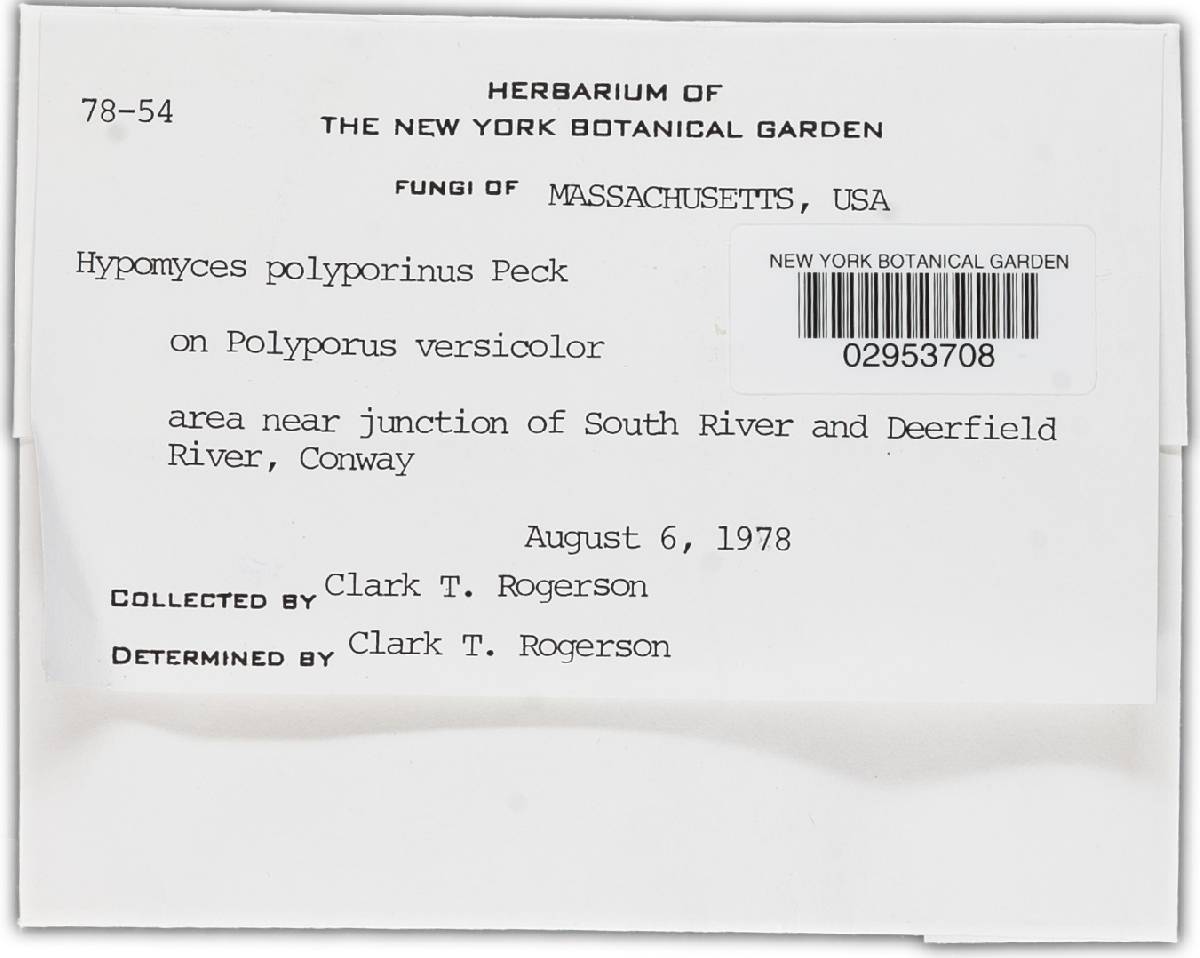 78-54
HERBARIUM OF
THE NEW YORK BOTANICAL GARDEN
FUNGI OF MASSACHUSETTS, USA
Hypomyces polyporinus Peck
NEW YORK BOTANICAL GARDEN
02953708
on Polyporus versicolor
area near junction of South River and Deerfield
River, Conway
August 6, 1978
COLLECTED BY Clark T. Rogerson
DETERMINED BY Clark T. Rogerson